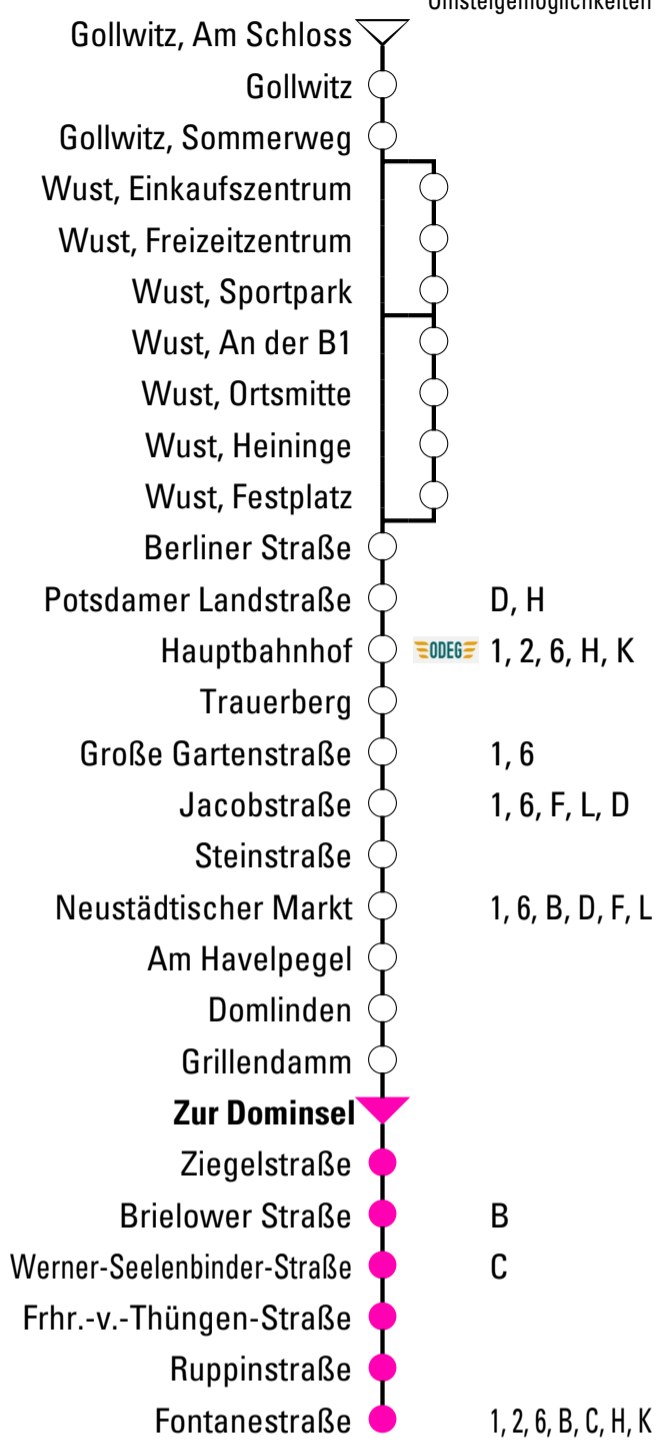 Umsteigemöglichkeiten
Gollwitz, Am Schloss
Gollwitz
Gollwitz, Sommerweg
Wust, Einkaufszentrum
Wust, Freizeitzentrum
Wust, Sportpark
Wust, An der B1
Wust, Ortsmitte
Wust, Heininge
Wust, Festplatz
Berliner Straße
Potsdamer Landstraße D, H
Hauptbahnhof ODEG 1, 2, 6, H, K
Trauerberg
Große Gartenstraße 1, 6
Jacobstraße 1, 6, F, L, D
Steinstraße
Neustädtischer Markt 1, 6, B, D, F, L
Am Havelpegel
Domlinden
Grillendamm
Zur Dominsel
Ziegelstraße
Brielower Straße B
Werner-Seelenbinder-Straße C
Frhr.-v.-Thüngen-Straße
Ruppinstraße
Fontanestraße 1, 2, 6, B, C, H, K